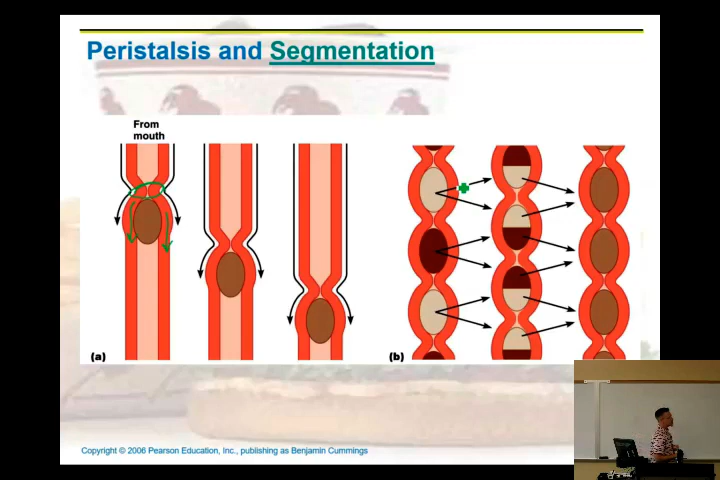 Peristalsis and Segmentation
From
mouth
(a)
(b)
Copyright © 2006 Pearson Education, Inc., publishing as Benjamin Cummings